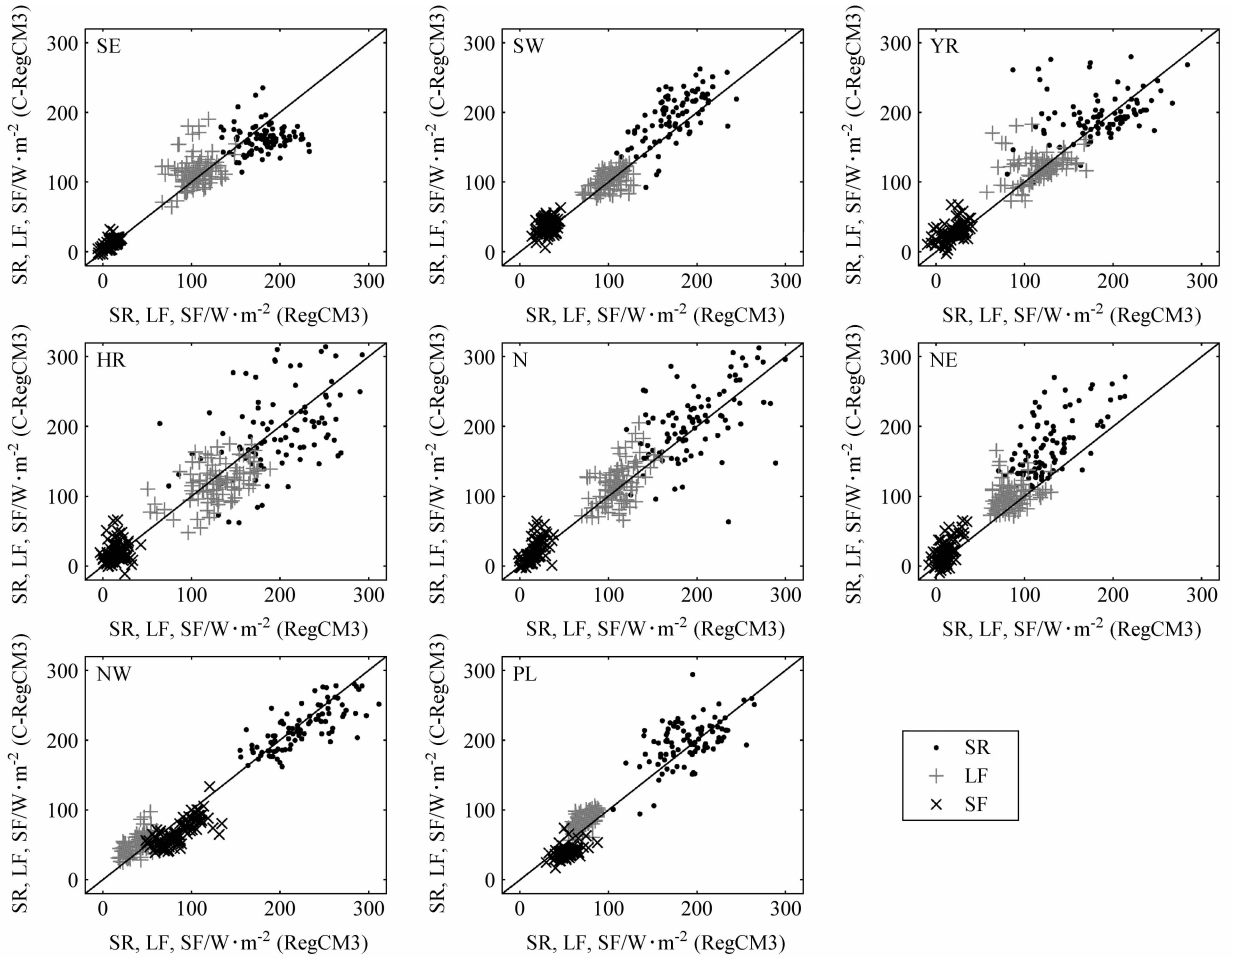 SR, LF, SF/W·m-2 (C-RegCM3)
300
200
100
0
SE
0 100 200 300
SR, LF, SF/W·m-2 (RegCM3)
SR, LF, SF/W·m-2 (C-RegCM3)
300
200
100
0
SW
0 100 200 300
SR, LF, SF/W·m-2 (RegCM3)
SR, LF, SF/W·m-2 (C-RegCM3)
300
200
100
0
YR
0 100 200 300
SR, LF, SF/W·m-2 (RegCM3)
SR, LF, SF/W·m-2 (C-RegCM3)
300
200
100
0
HR
0 100 200 300
SR, LF, SF/W·m-2 (RegCM3)
SR, LF, SF/W·m-2 (C-RegCM3)
300
200
100
0
N
0 100 200 300
SR, LF, SF/W·m-2 (RegCM3)
SR, LF, SF/W·m-2 (C-RegCM3)
300
200
100
0
NE
0 100 200 300
SR, LF, SF/W·m-2 (RegCM3)
SR, LF, SF/W·m-2 (C-RegCM3)
300
200
100
0
NW
0 100 200 300
SR, LF, SF/W·m-2 (RegCM3)
SR, LF, SF/W·m-2 (C-RegCM3)
300
200
100
0
PL
0 100 200 300
SR, LF, SF/W·m-2 (RegCM3)
SR
LF
SF